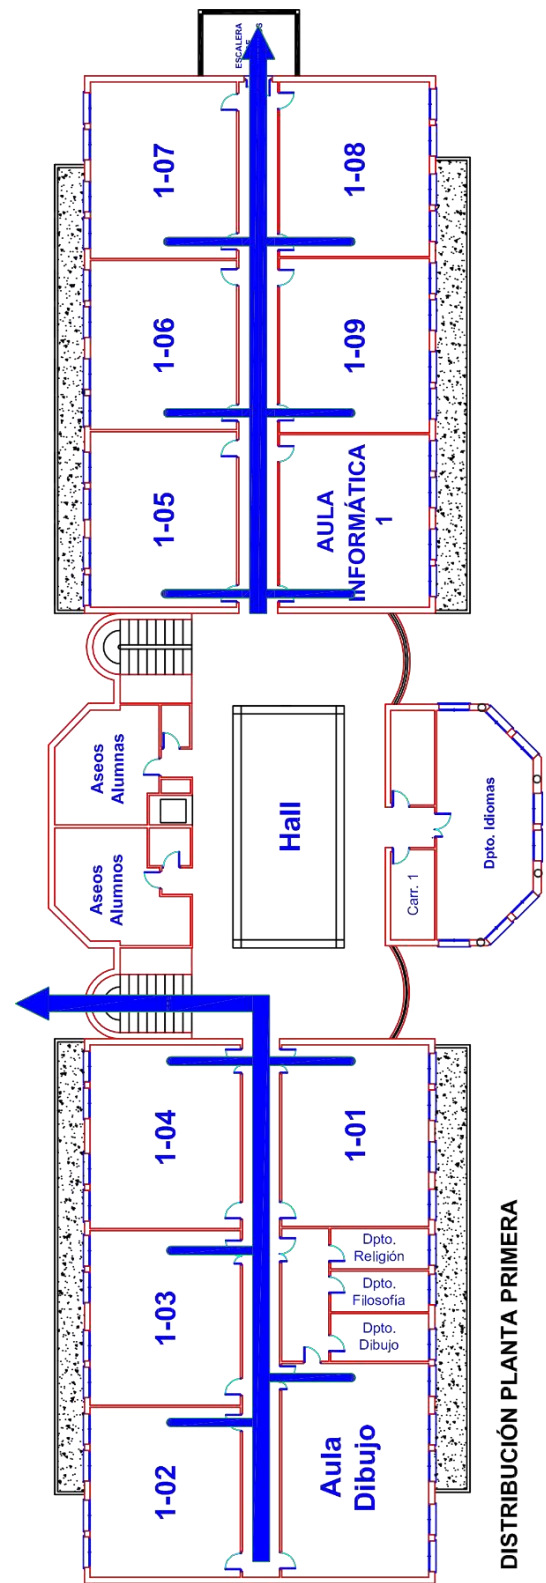 ESCALERA
1-07
1-08
1-06
1-09
1-05
AULA
INFORMÁTICA
1
Aseos
Alumnas
Aseos
Alumnos
Hall
Carr. 1
Dpto. Idiomas
1-04
1-01
1-03
Dpto.
Religión
Dpto.
Filosofía
Dpto.
Dibujo
1-02
Aula
Dibujo
DISTRIBUCIÓN PLANTA PRIMERA